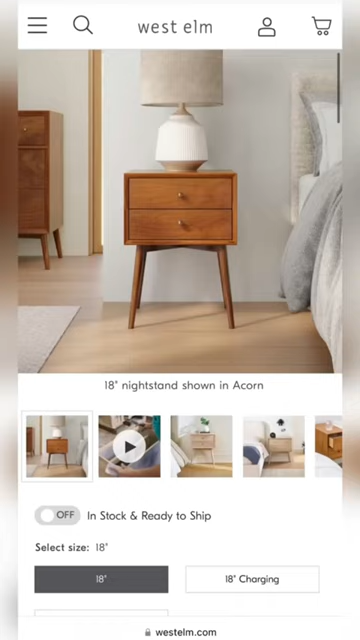 west elm
18" nightstand shown in Acorn
OFF In Stock & Ready to Ship
Select size: 18"
18"
18" Charging
westelm.com